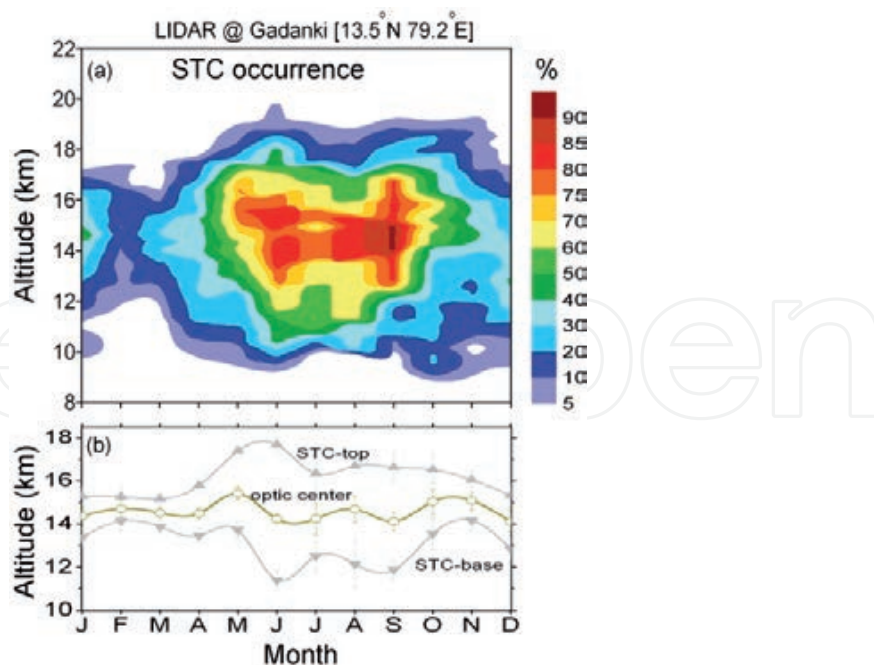 LIDAR @ Gadanki [13.5°N 79.2°E]
(a) STC occurrence
%
22
20
18
16
14
12
10
8
Altitude (km)
90
85
80
75
70
60
50
40
30
20
10
5
open
(b)
STC-top
optic center
STC-base
18
16
14
12
10
Altitude (km)
J F M A M J J A S O N D
Month